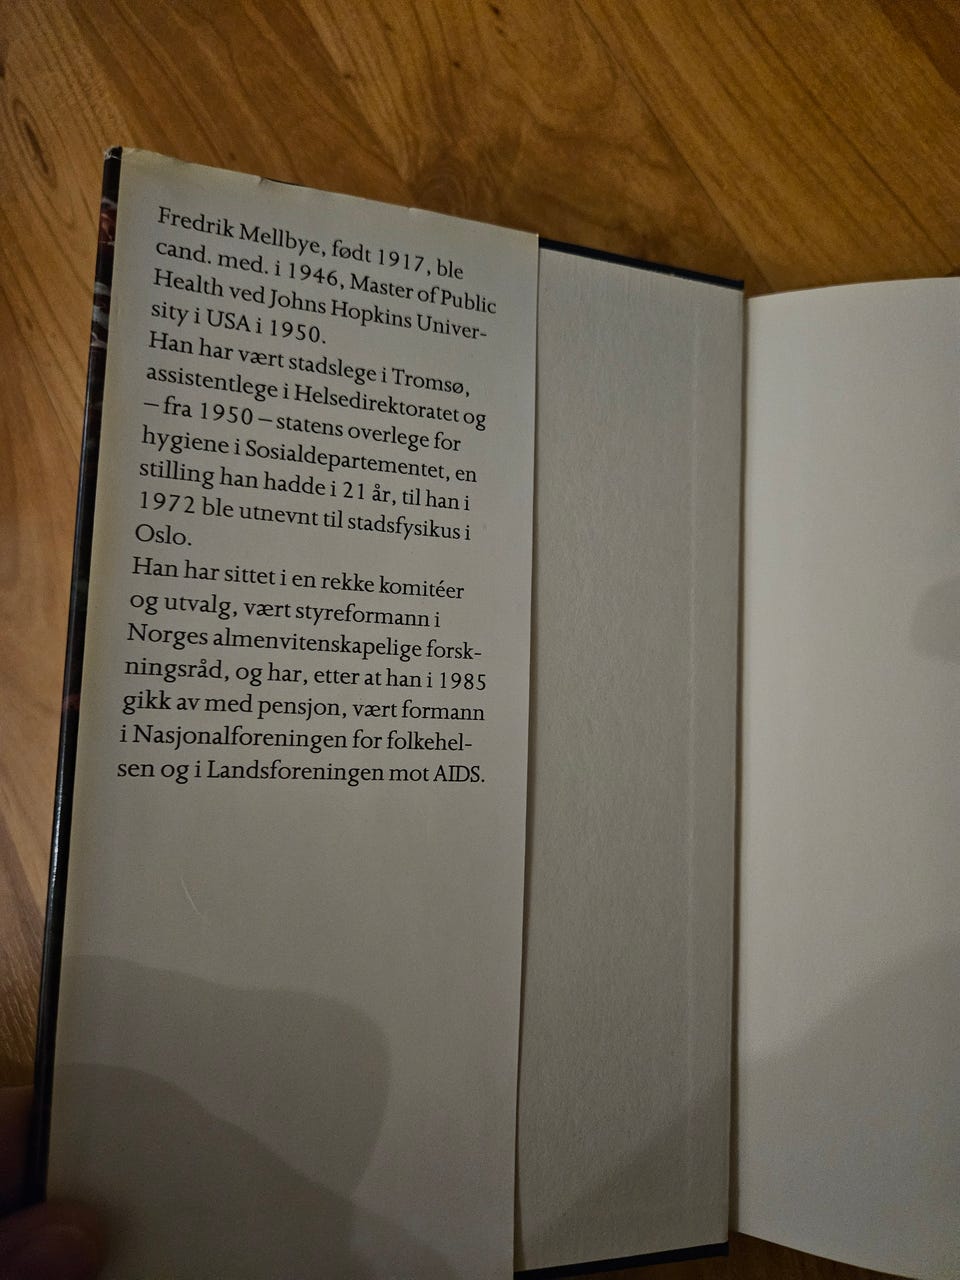 Fredrik Mellbye, født 1917, ble
cand. med. i 1946, Master of Public
Health ved Johns Hopkins Univer-
sity i USA i 1950.
Han har vært stadslege i Tromsø,
assistentlege i Helsedirektoratet og
– fra 1950 – statens overlege for
hygiene i Sosialdepartementet, en
stilling han hadde i 21 år, til han i
1972 ble utnevnt til stadsfysikus i
Oslo.
Han har sittet i en rekke komitéer
og utvalg, vært styreformann i
Norges almenvitenskapelige forsk-
ningsråd, og har, etter at han i 1985
gikk av med pensjon, vært formann
i Nasjonalforeningen for folkehel-
sen og i Landsforeningen mot AIDS.